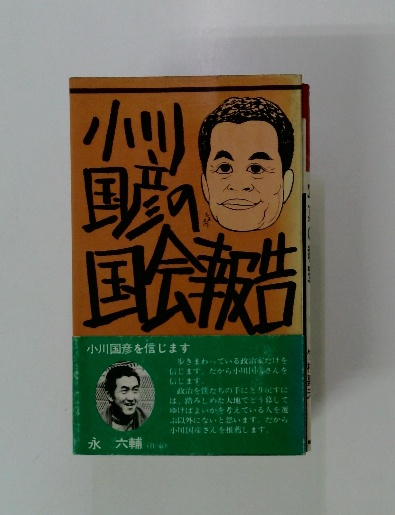 小川
国彦の
国会報告
小川国彦を信じます
歩きまわっている政治家だけを
信じます。だから小川国彦さんを
信じます。
政治を僕たちの手にとり戻すに
は、踏みしめた大地でどう暮して
ゆけばよいかを考えている人を選
ぶ以外にないと思います。だから
小川国彦さんを推薦します。
永 六輔